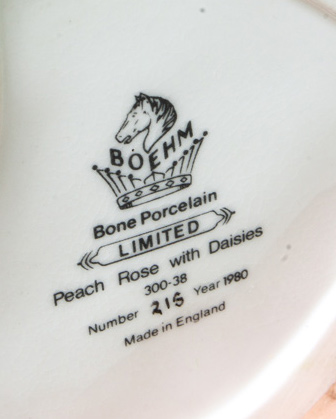 BOEHM
Bone Porcelain
LIMITED
Peach Rose with Daisies
300-38
Number 215 Year 1980
Made in England